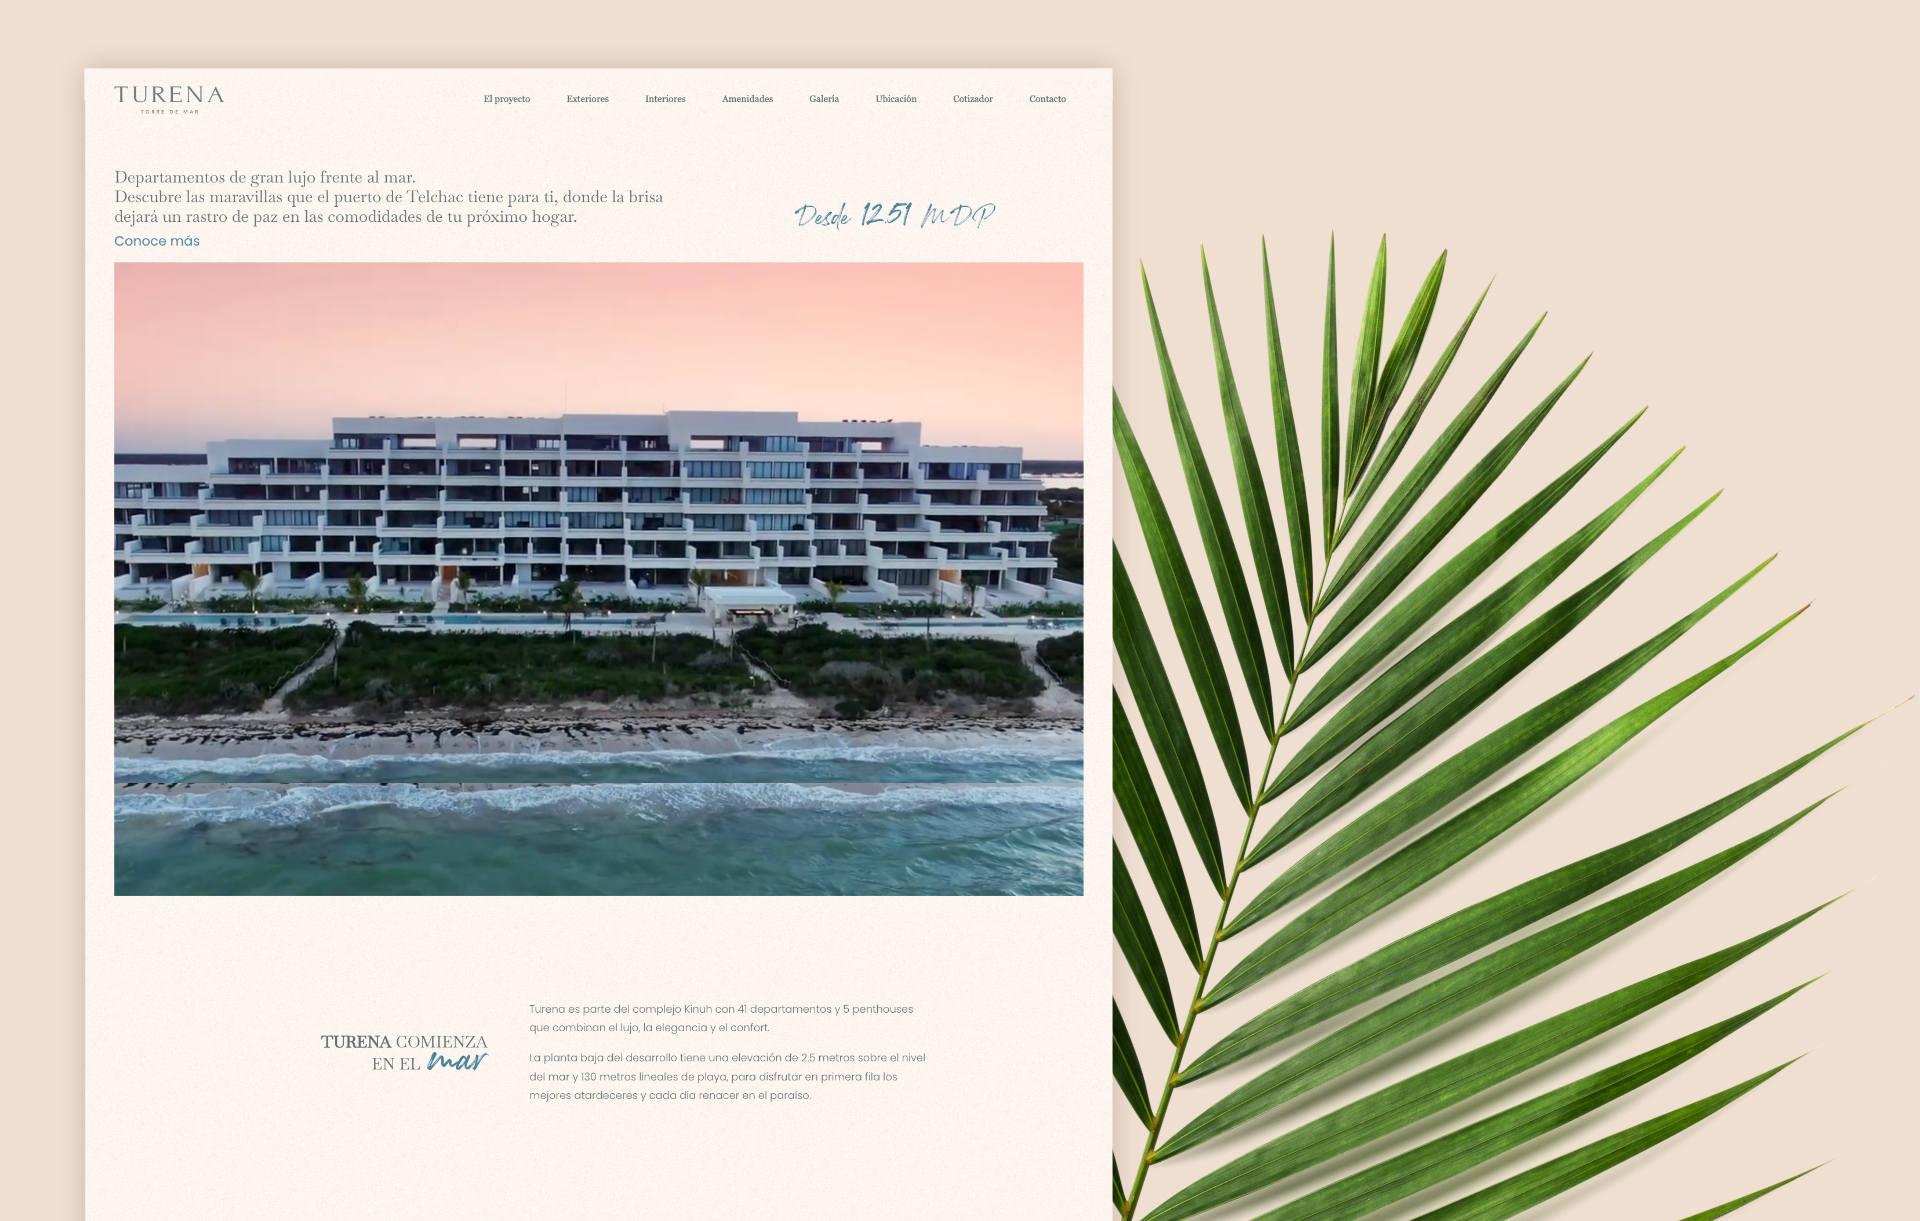 TURENA
TORRE DE MAR
El proyecto Exteriores Interiores Amenidades Galería Ubicación Cotizador Contacto
Departamentos de gran lujo frente al mar.
Descubre las maravillas que el puerto de Telchac tiene para ti, donde la brisa
dejará un rastro de paz en las comodidades de tu próximo hogar.
Conoce más
Desde 12.51 MDP
TURENA COMIENZA
EN EL mar
Turena es parte del complejo Kinuh con 41 departamentos y 5 penthouses
que combinan el lujo, la elegancia y el confort.
La planta baja del desarrollo tiene una elevación de 2.5 metros sobre el nivel
del mar y 130 metros lineales de playa, para disfrutar en primera fila los
mejores atardeceres y cada día renacer en el paraíso.